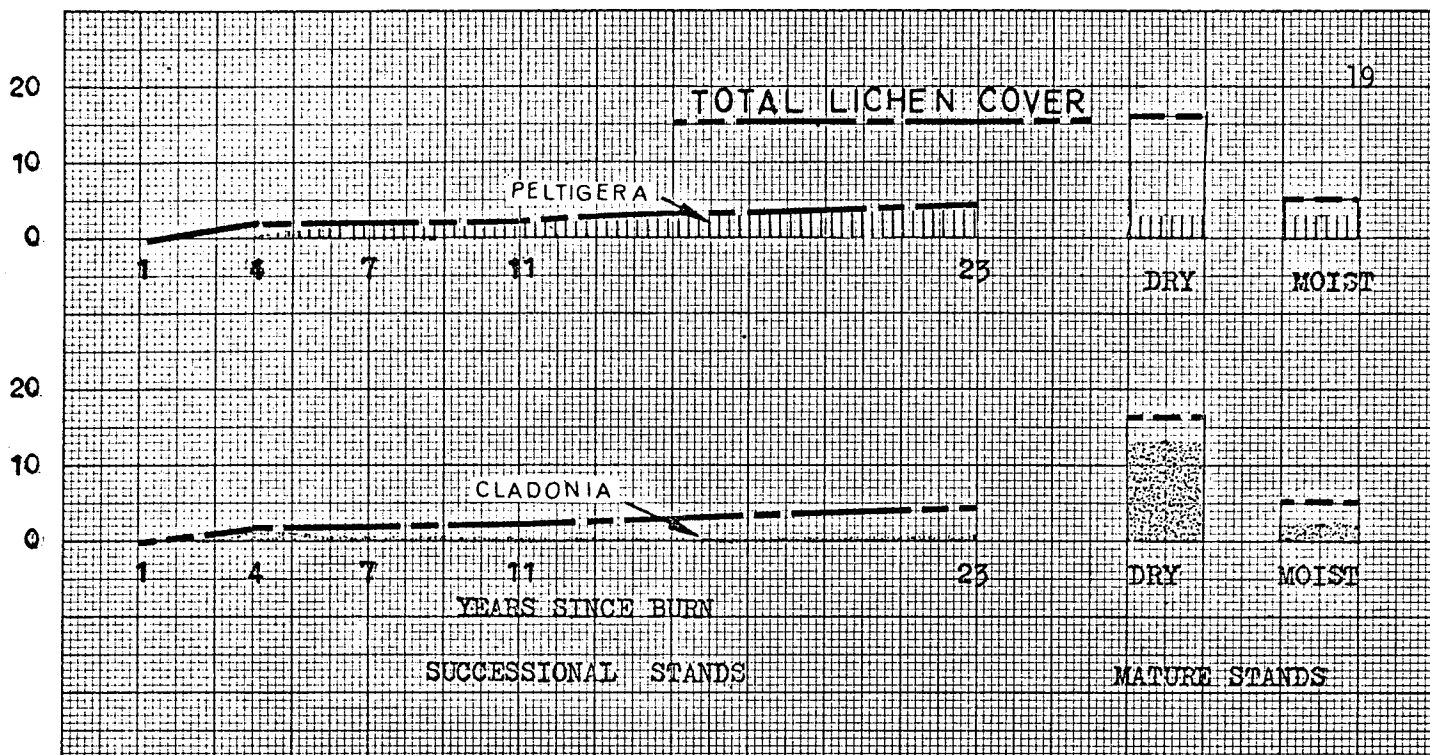 19
20
TOTAL LICHEN COVER
10
PELTIGERA
0
1 4 7 11 23 DRY MOIST
20
10
CLADONIA
0
1 4 7 11 23 DRY MOIST
YEARS SINCE BURN
SUCCESSIONAL STANDS MATURE STANDS